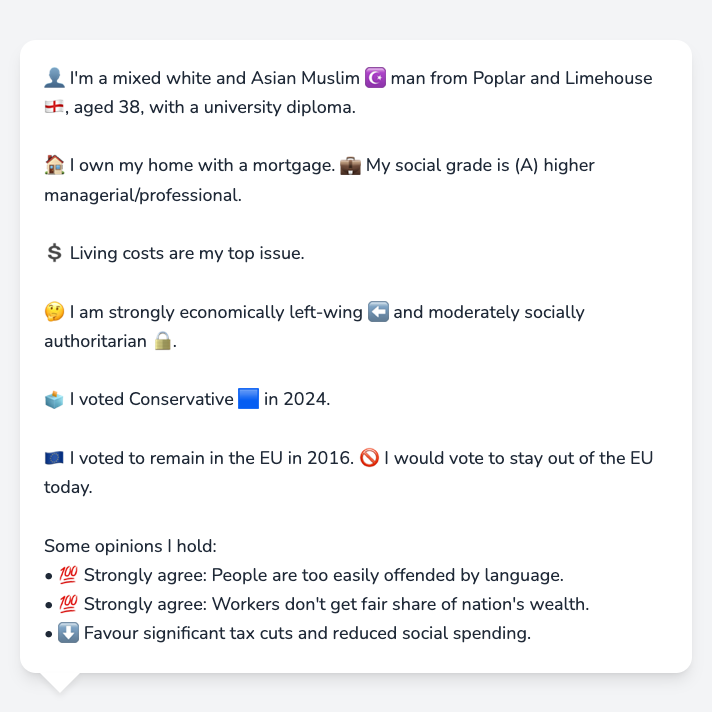 👤 I'm a mixed white and Asian Muslim ☪️ man from Poplar and Limehouse
🏴󠁧󠁢󠁥󠁮󠁧󠁿, aged 38, with a university diploma.
🏠 I own my home with a mortgage. 💼 My social grade is (A) higher
managerial/professional.
💲 Living costs are my top issue.
🤔 I am strongly economically left-wing ⬅️ and moderately socially
authoritarian 🔒.
🗳️ I voted Conservative 🟦 in 2024.
🇪🇺 I voted to remain in the EU in 2016. 🚫 I would vote to stay out of the EU
today.
Some opinions I hold:
• 💯 Strongly agree: People are too easily offended by language.
• 💯 Strongly agree: Workers don't get fair share of nation's wealth.
• ⬇️ Favour significant tax cuts and reduced social spending.